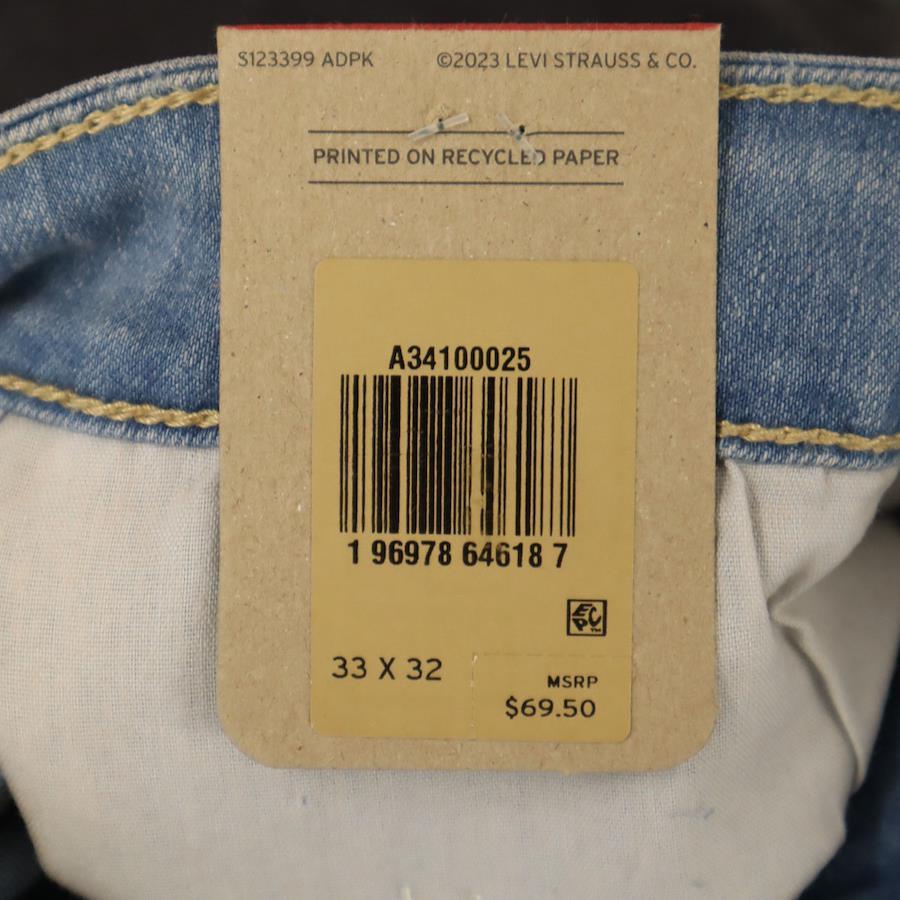 S123399 ADPK ©2023 LEVI STRAUSS & CO.
PRINTED ON RECYCLED PAPER
A34100025
1 96978 64618 7
ECPC™
33 X 32
MSRP
$69.50